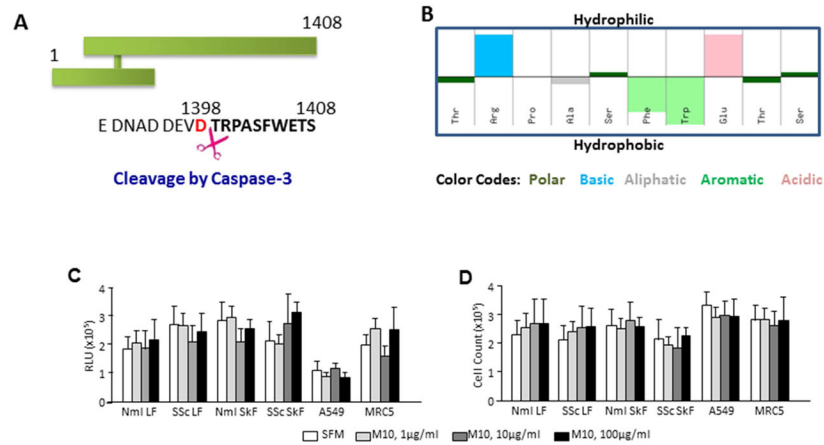 A
1408
1
1398 1408
E DNAD DEVD TRPASFWETS
Cleavage by Caspase-3
B
Hydrophilic
Thr Arg Pro Ala Ser Phe Trp Glu Thr Ser
Hydrophobic
Color Codes: Polar Basic Aliphatic Aromatic Acidic
C
RLU (x10⁵)
4
3
2
1
0
Nml LF SSc LF Nml SkF SSc SkF A549 MRC5
D
Cell Count (x10⁵)
4
3
2
1
0
Nml LF SSc LF Nml SkF SSc SkF A549 MRC5
SFM M10, 1µg/ml M10, 10µg/ml M10, 100µg/ml